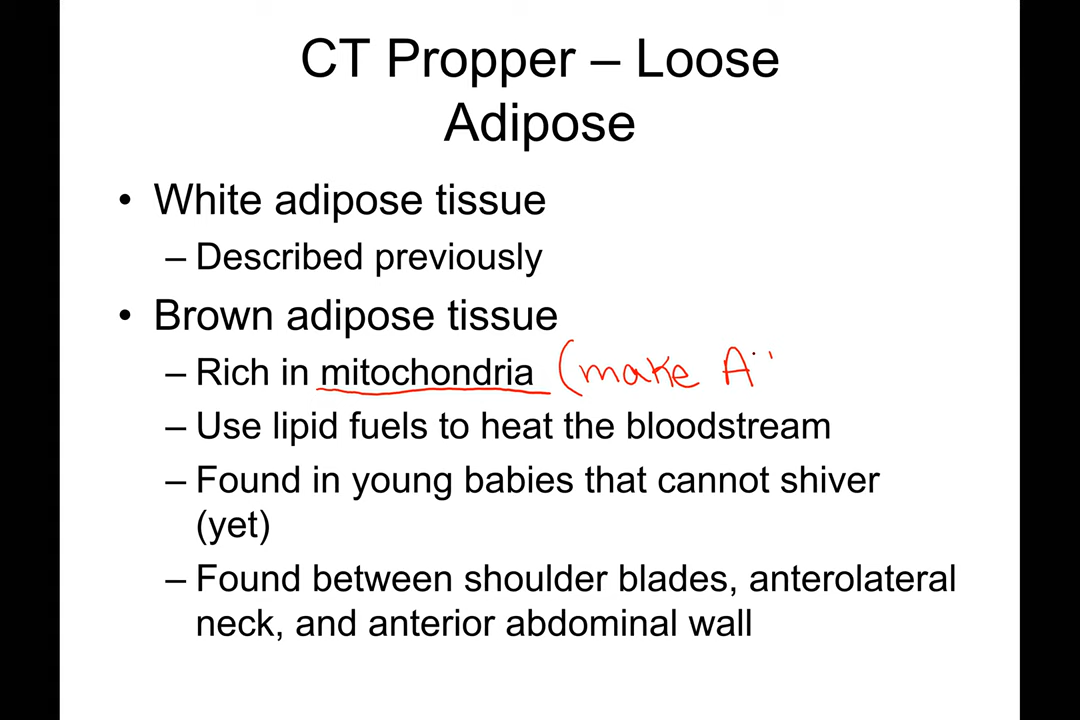 CT Propper – Loose
Adipose
• White adipose tissue
– Described previously
• Brown adipose tissue
– Rich in mitochondria (make A
– Use lipid fuels to heat the bloodstream
– Found in young babies that cannot shiver
(yet)
– Found between shoulder blades, anterolateral
neck, and anterior abdominal wall